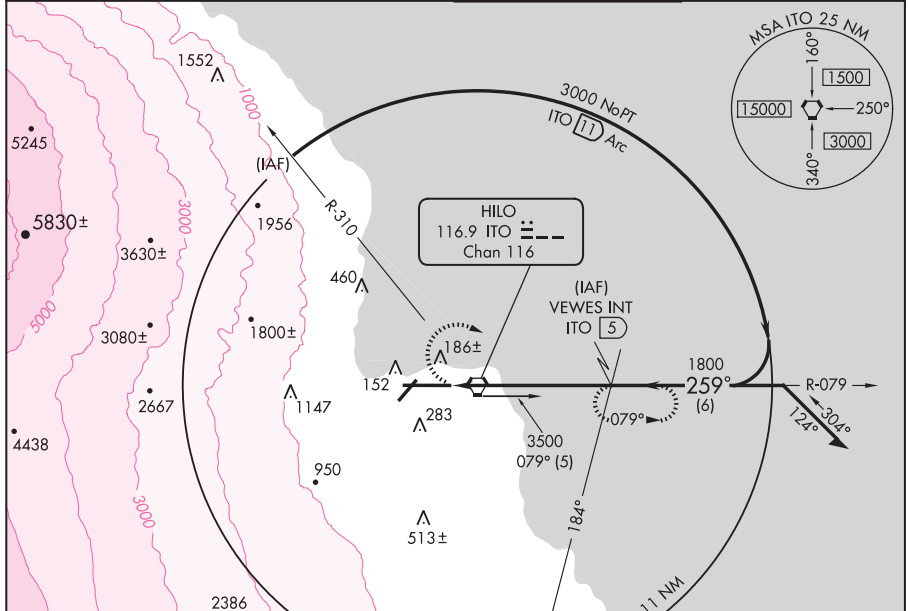 MSA ITO 25 NM
160°
1500
15000
250°
3000
340°
1552
1000
3000 NoPT
ITO 11 Arc
5245
(IAF)
R-310
3000
1956
HILO
116.9 ITO
Chan 116
5830±
3630±
460
(IAF)
VEWES INT
ITO 5
5000
3080±
1800±
186±
152
1800
259°
(6)
R-079
2667
1147
283
079°
304°
124°
4438
3500
079° (5)
950
3000
184°
513±
2386
11 NM